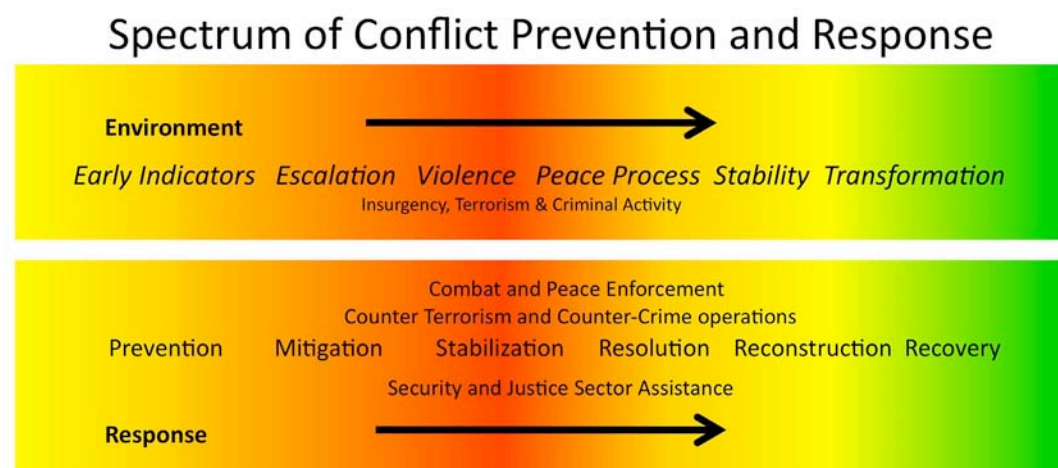 Spectrum of Conflict Prevention and Response
Environment
Early Indicators Escalation Violence Peace Process Stability Transformation
Insurgency, Terrorism & Criminal Activity
Combat and Peace Enforcement
Counter Terrorism and Counter-Crime operations
Prevention Mitigation Stabilization Resolution Reconstruction Recovery
Security and Justice Sector Assistance
Response